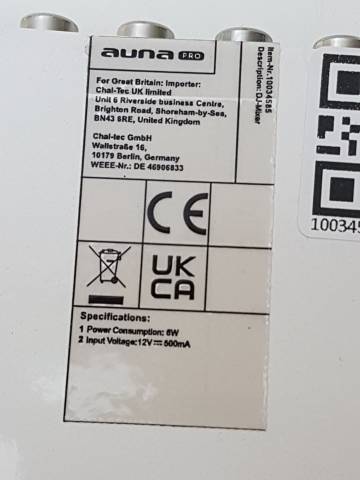 auna PRO
Item-Nr.10034585
Description: DJ-Mixer
For Great Britain: Importer:
Chal-Tec UK limited
Unit 6 Riverside business Centre,
Brighton Road, Shoreham-by-Sea,
BN43 6RE, United Kingdom
Chal-tec GmbH
Wallstraße 16,
10179 Berlin, Germany
WEEE-Nr.: DE 46906833
CE
UK
CA
Specifications:
1 Power Consumption: 6W
2 Input Voltage:12V⎓500mA